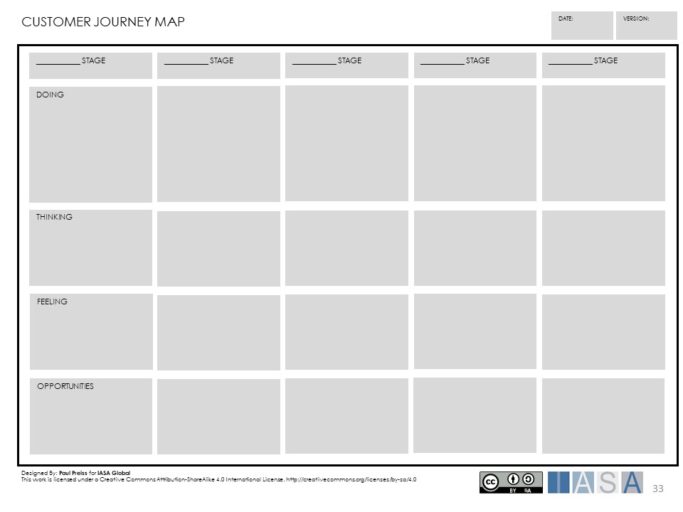 CUSTOMER JOURNEY MAP
DATE:
VERSION:
__________ STAGE
__________ STAGE
__________ STAGE
__________ STAGE
__________ STAGE
DOING
THINKING
FEELING
OPPORTUNITIES
Designed By: Paul Preiss for IASA Global
This work is licensed under a Creative Commons Attribution-ShareAlike 4.0 International License. http://creativecommons.org/licenses/by-sa/4.0
cc
BY SA
IASA
33